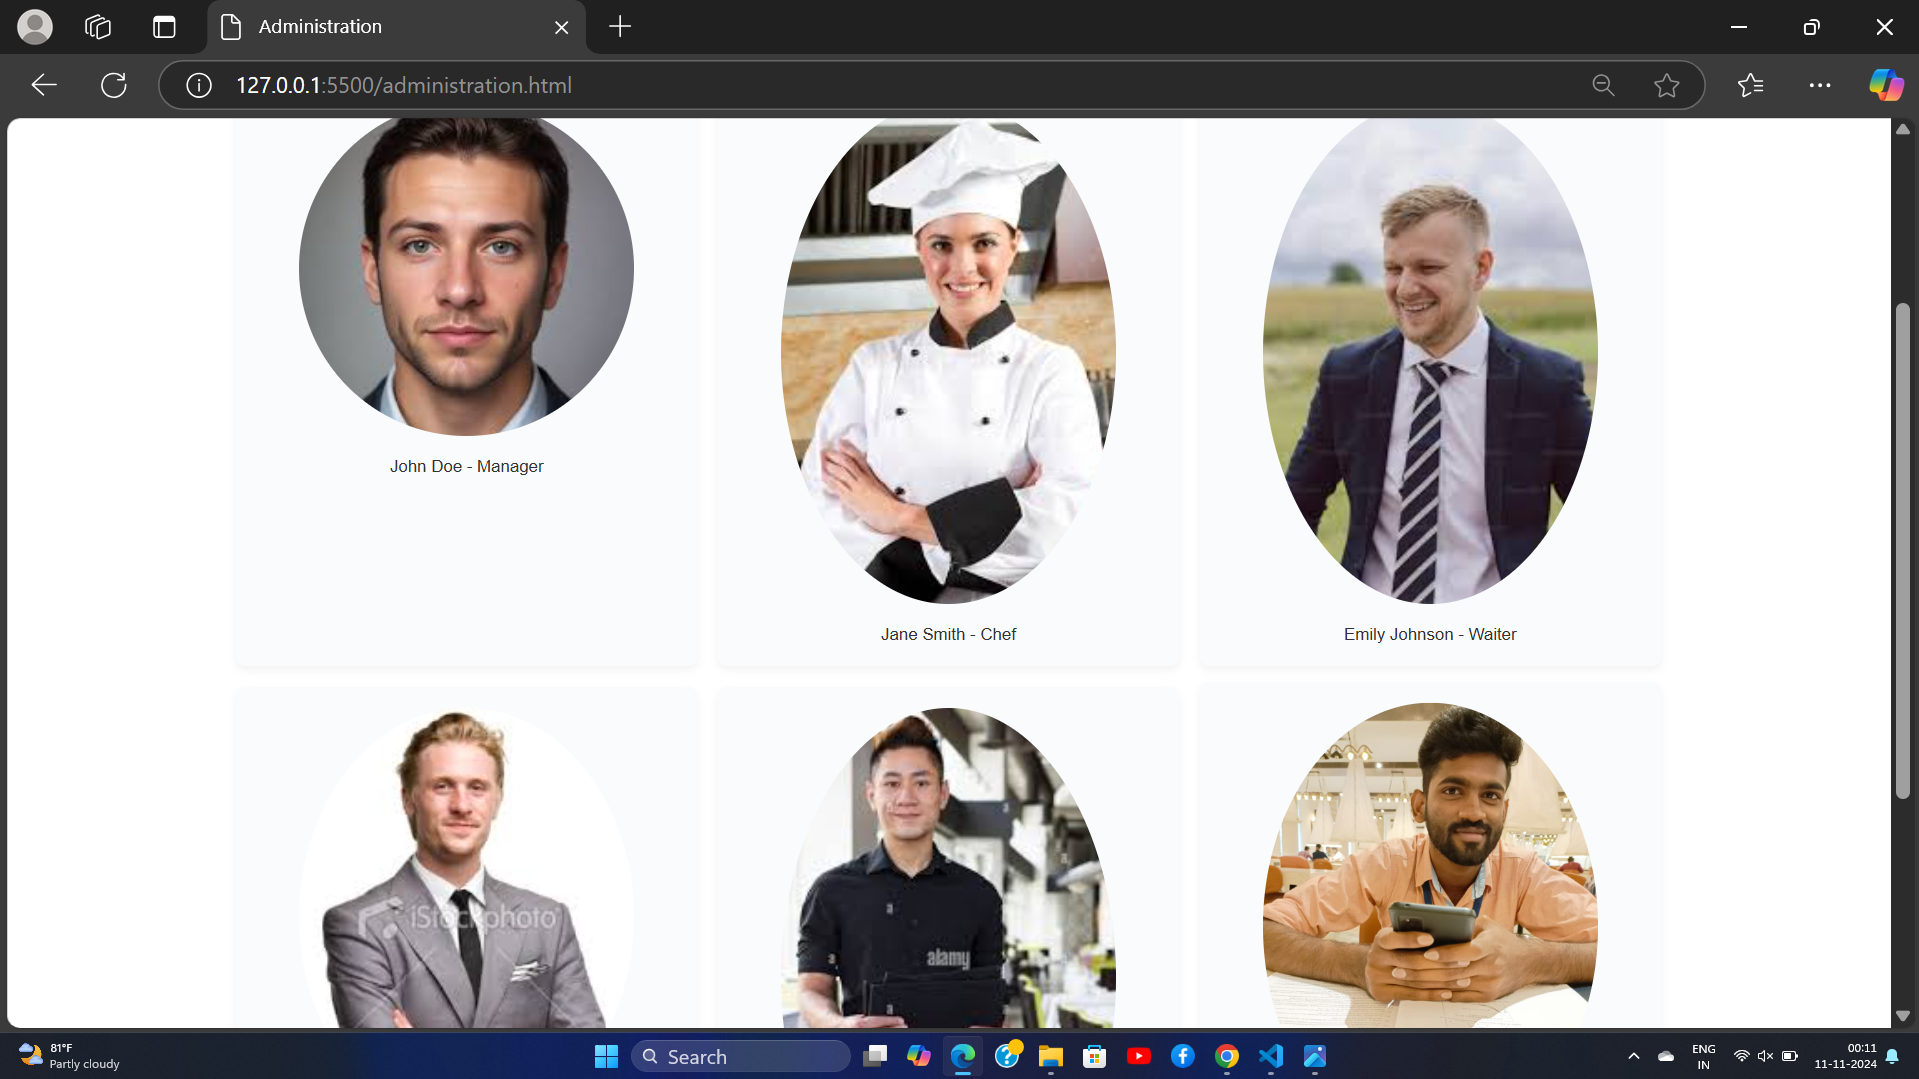 Administration
127.0.0.1:5500/administration.html
John Doe - Manager
Jane Smith - Chef
Emily Johnson - Waiter
iStockphoto
a
a
alamy
a
a
a
81°F
Partly cloudy
Search
ENG
IN
00:11
11-11-2024